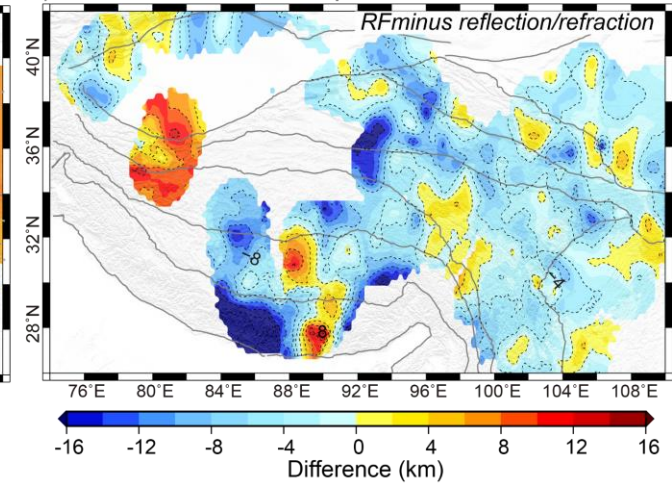 RFminus reflection/refraction
40°N
36°N
32°N
28°N
-8
8
-4
76°E 80°E 84°E 88°E 92°E 96°E 100°E 104°E 108°E
-16 -12 -8 -4 0 4 8 12 16
Difference (km)